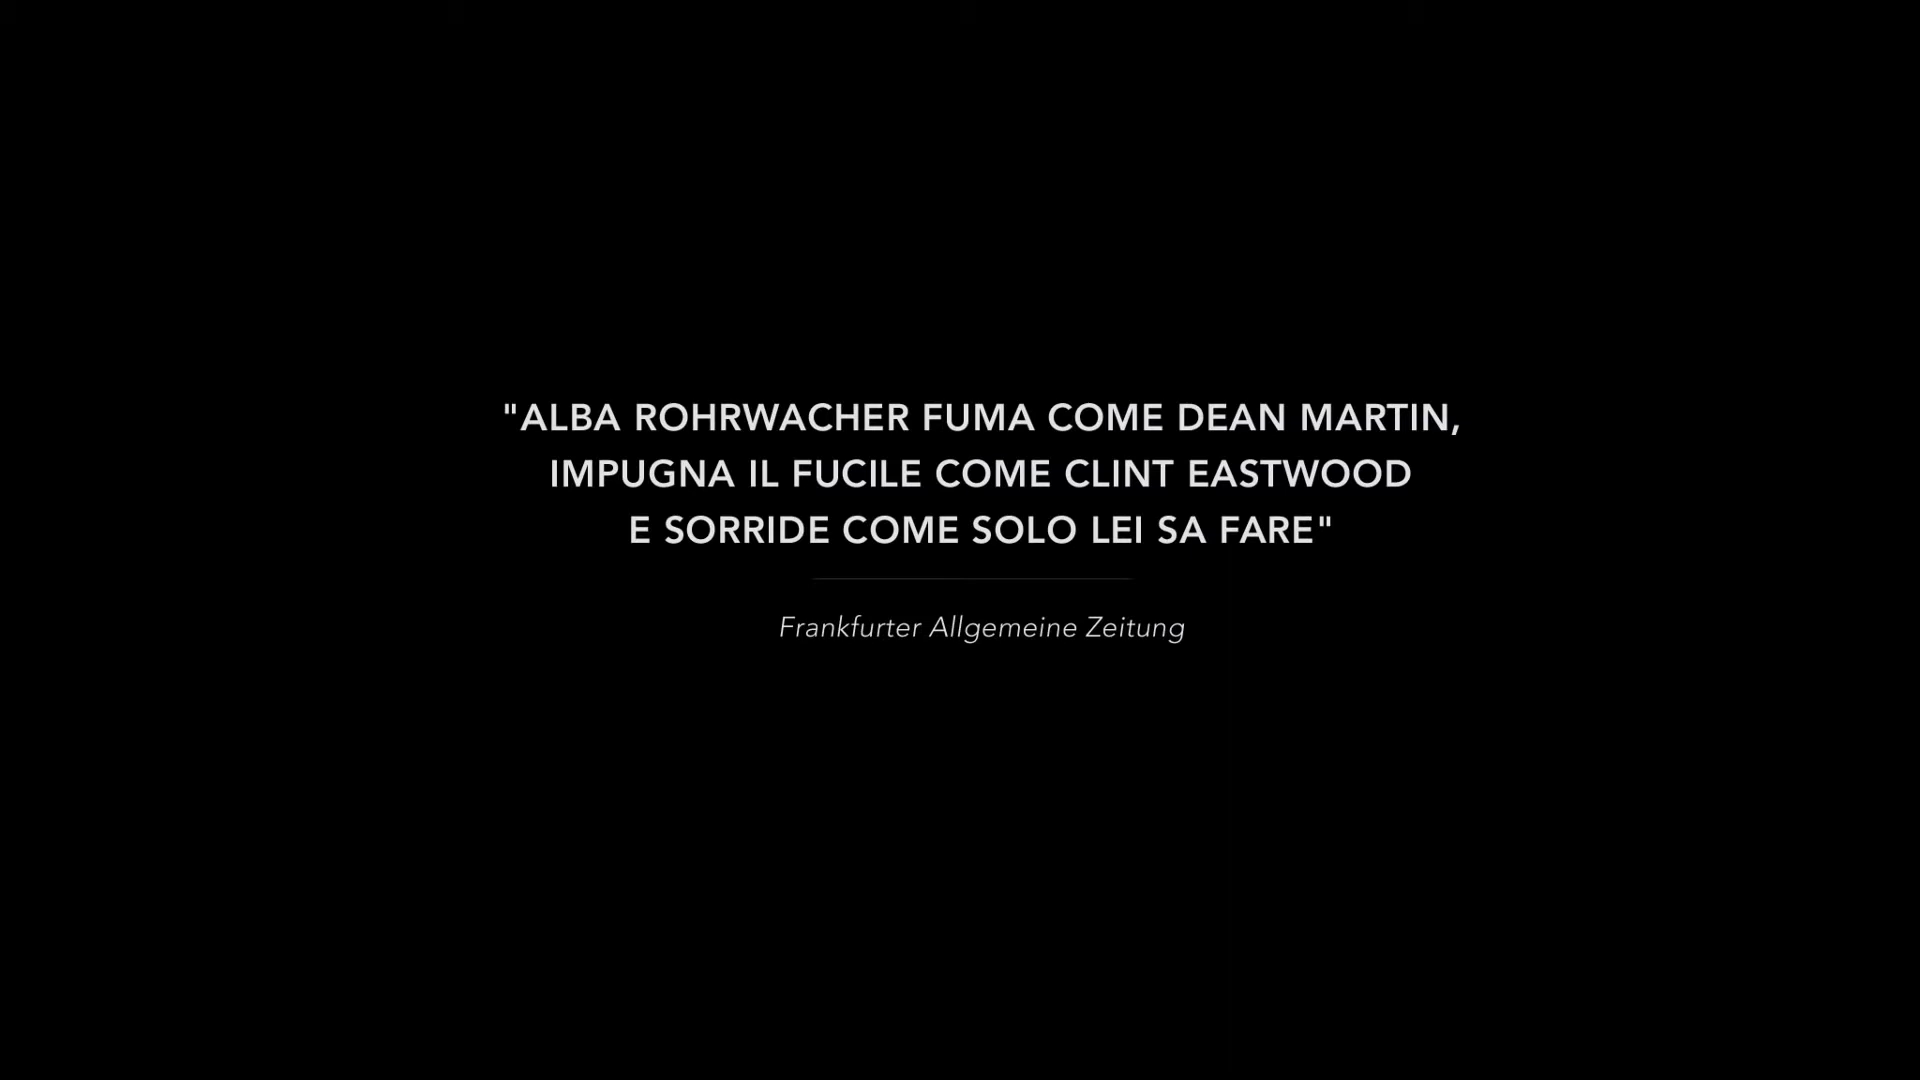 "ALBA ROHRWACHER FUMA COME DEAN MARTIN,
IMPUGNA IL FUCILE COME CLINT EASTWOOD
E SORRIDE COME SOLO LEI SA FARE"
Frankfurter Allgemeine Zeitung